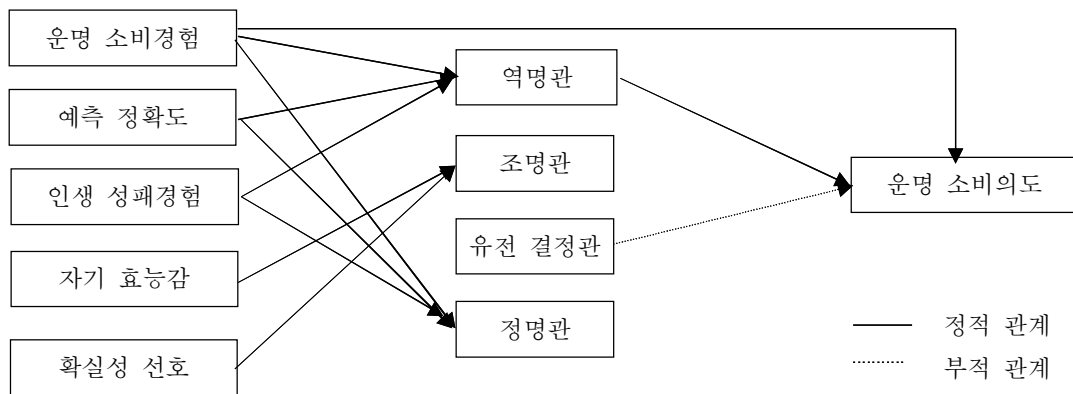 운명 소비경험
예측 정확도
인생 성패경험
자기 효능감
확실성 선호
역명관
조명관
유전 결정관
정명관
운명 소비의도
정적 관계
부적 관계